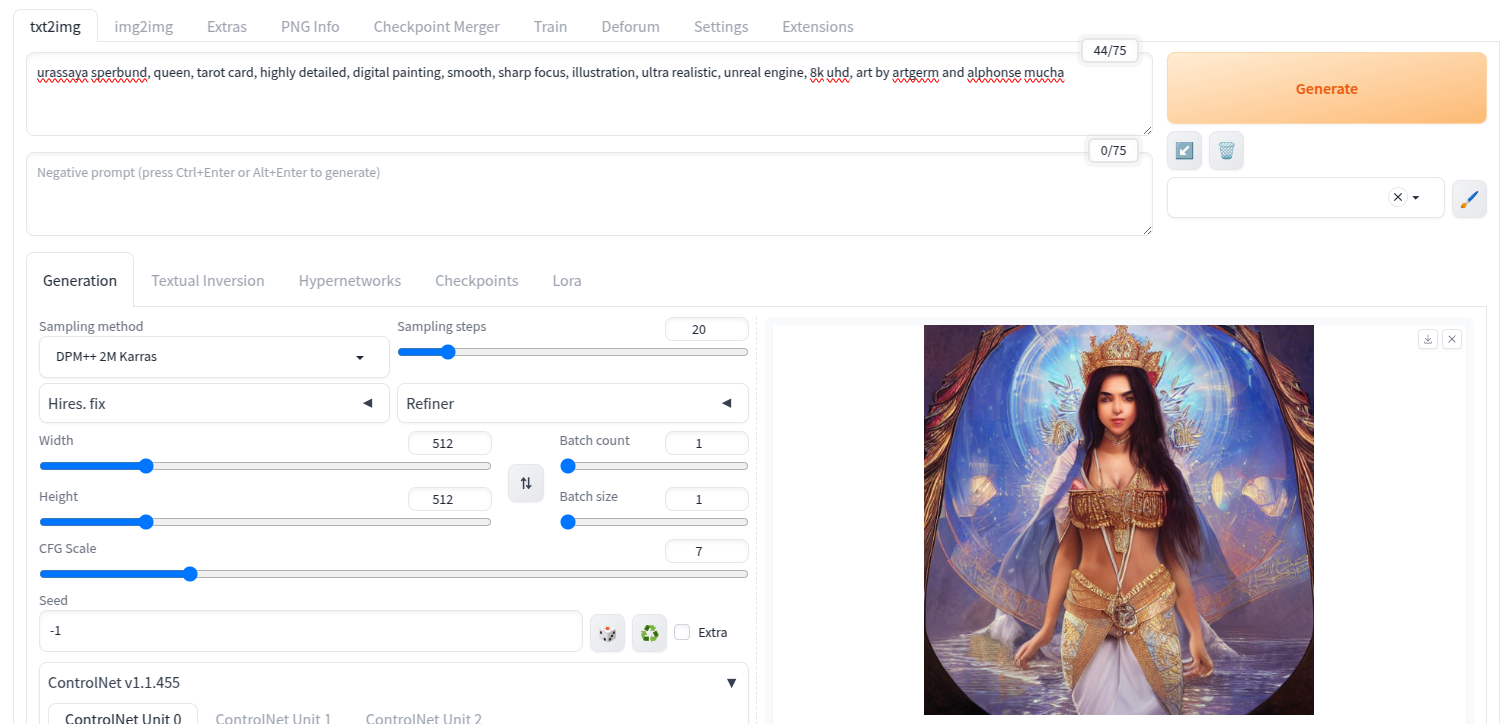 txt2img img2img Extras PNG Info Checkpoint Merger Train Deforum Settings Extensions
44/75
urassaya sperbund, queen, tarot card, highly detailed, digital painting, smooth, sharp focus, illustration, ultra realistic, unreal engine, 8k uhd, art by artgerm and alphonse mucha
Generate
0/75
Negative prompt (press Ctrl+Enter or Alt+Enter to generate)
Generation Textual Inversion Hypernetworks Checkpoints Lora
Sampling method Sampling steps 20
DPM++ 2M Karras
Hires. fix Refiner
Width 512 Batch count 1
Height 512 Batch size 1
CFG Scale 7
Seed
-1 Extra
ControlNet v1.1.455
ControlNet Unit 0 ControlNet Unit 1 ControlNet Unit 2